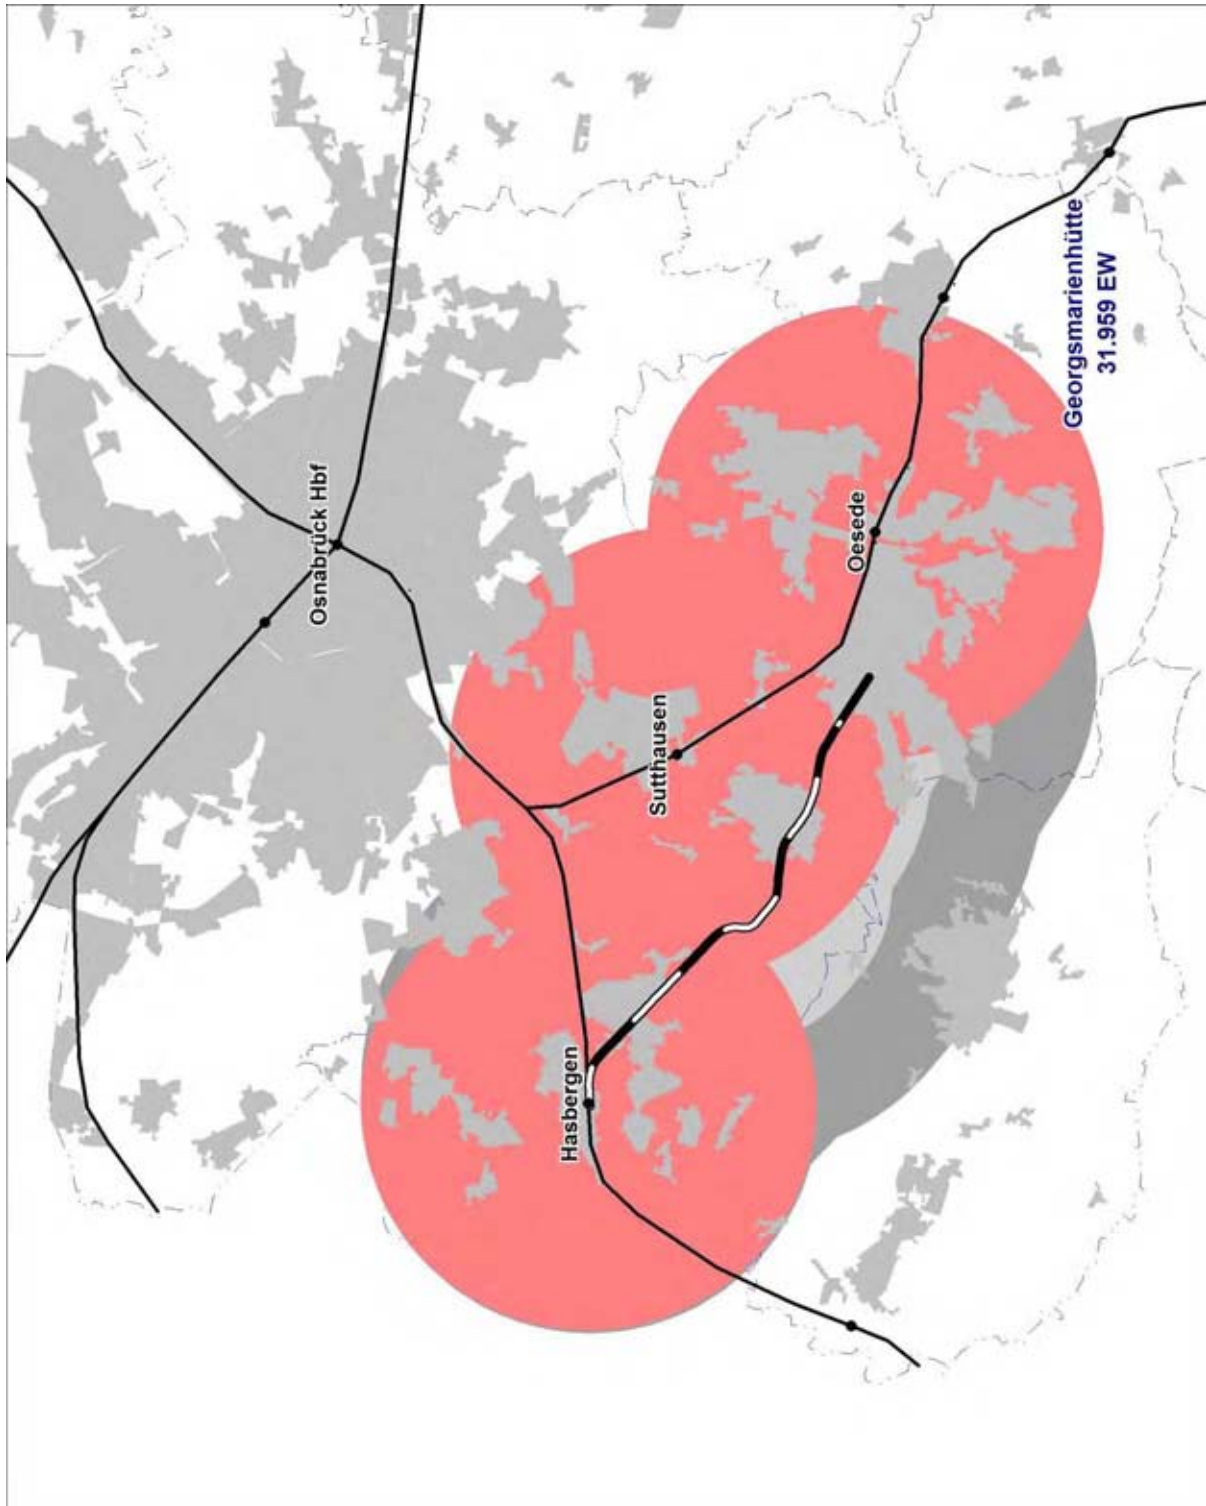 Osnabrück Hbf
Sutthausen
Hasbergen
Oesede
Georgsmarienhütte
31.959 EW